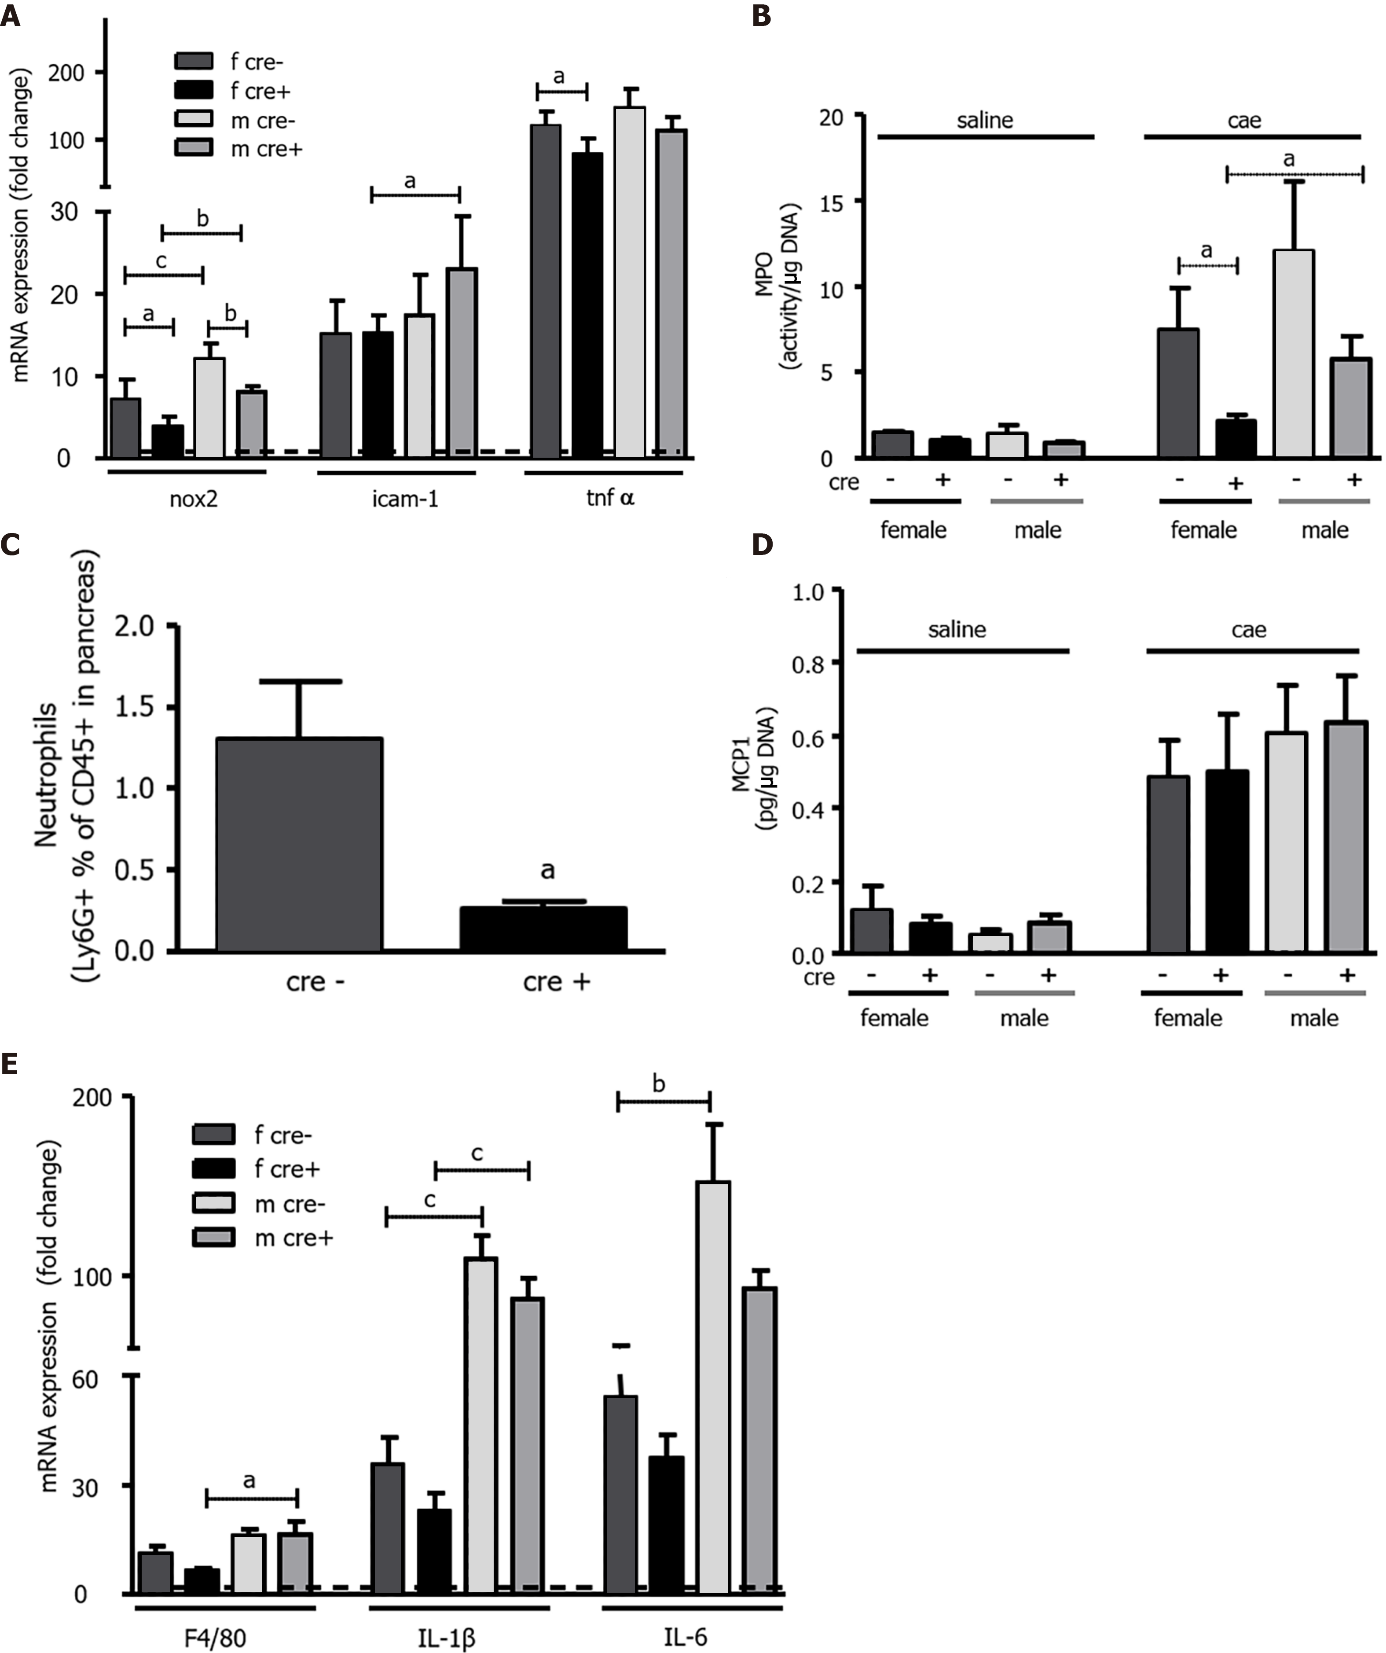 A
mRNA expression (fold change)
200
100
30
20
10
0
f cre-
f cre+
m cre-
m cre+
a
c
b
b
a
a
nox2
icam-1
tnf α
B
MPO
(activity/µg DNA)
20
15
10
5
0
saline
cae
a
a
cre - + - + - + - +
female male female male
C
Neutrophils
(Ly6G+ % of CD45+ in pancreas)
2.0
1.5
1.0
0.5
0.0
a
cre -
cre +
D
MCP1
(pg/µg DNA)
1.0
0.8
0.6
0.4
0.2
0.0
saline
cae
cre - + - + - + - +
female male female male
E
mRNA expression (fold change)
200
100
60
30
0
f cre-
f cre+
m cre-
m cre+
a
c
c
b
F4/80
IL-1β
IL-6